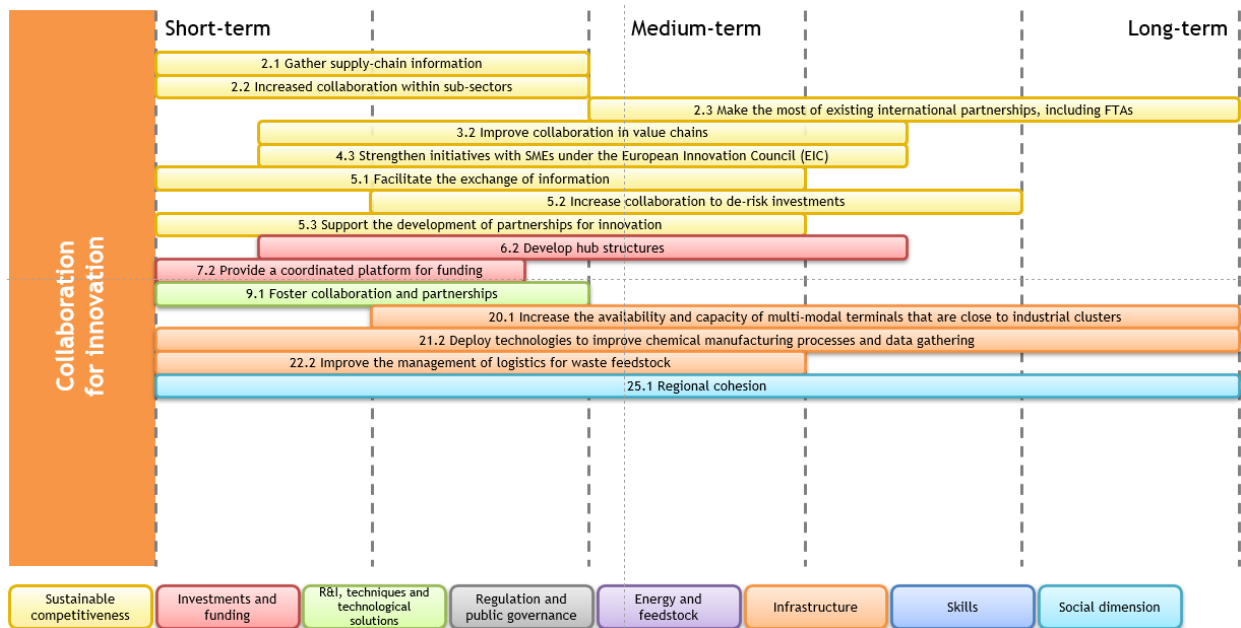 Short-term
Medium-term
Long-term
2.1 Gather supply-chain information
2.2 Increased collaboration within sub-sectors
2.3 Make the most of existing international partnerships, including FTAs
3.2 Improve collaboration in value chains
4.3 Strengthen initiatives with SMEs under the European Innovation Council (EIC)
5.1 Facilitate the exchange of information
5.2 Increase collaboration to de-risk investments
5.3 Support the development of partnerships for innovation
6.2 Develop hub structures
7.2 Provide a coordinated platform for funding
9.1 Foster collaboration and partnerships
20.1 Increase the availability and capacity of multi-modal terminals that are close to industrial clusters
21.2 Deploy technologies to improve chemical manufacturing processes and data gathering
22.2 Improve the management of logistics for waste feedstock
25.1 Regional cohesion
Collaboration
for innovation
Sustainable
competitiveness
Investments and
funding
R&I, techniques and
technological
solutions
Regulation and
public governance
Energy and
feedstock
Infrastructure
Skills
Social dimension